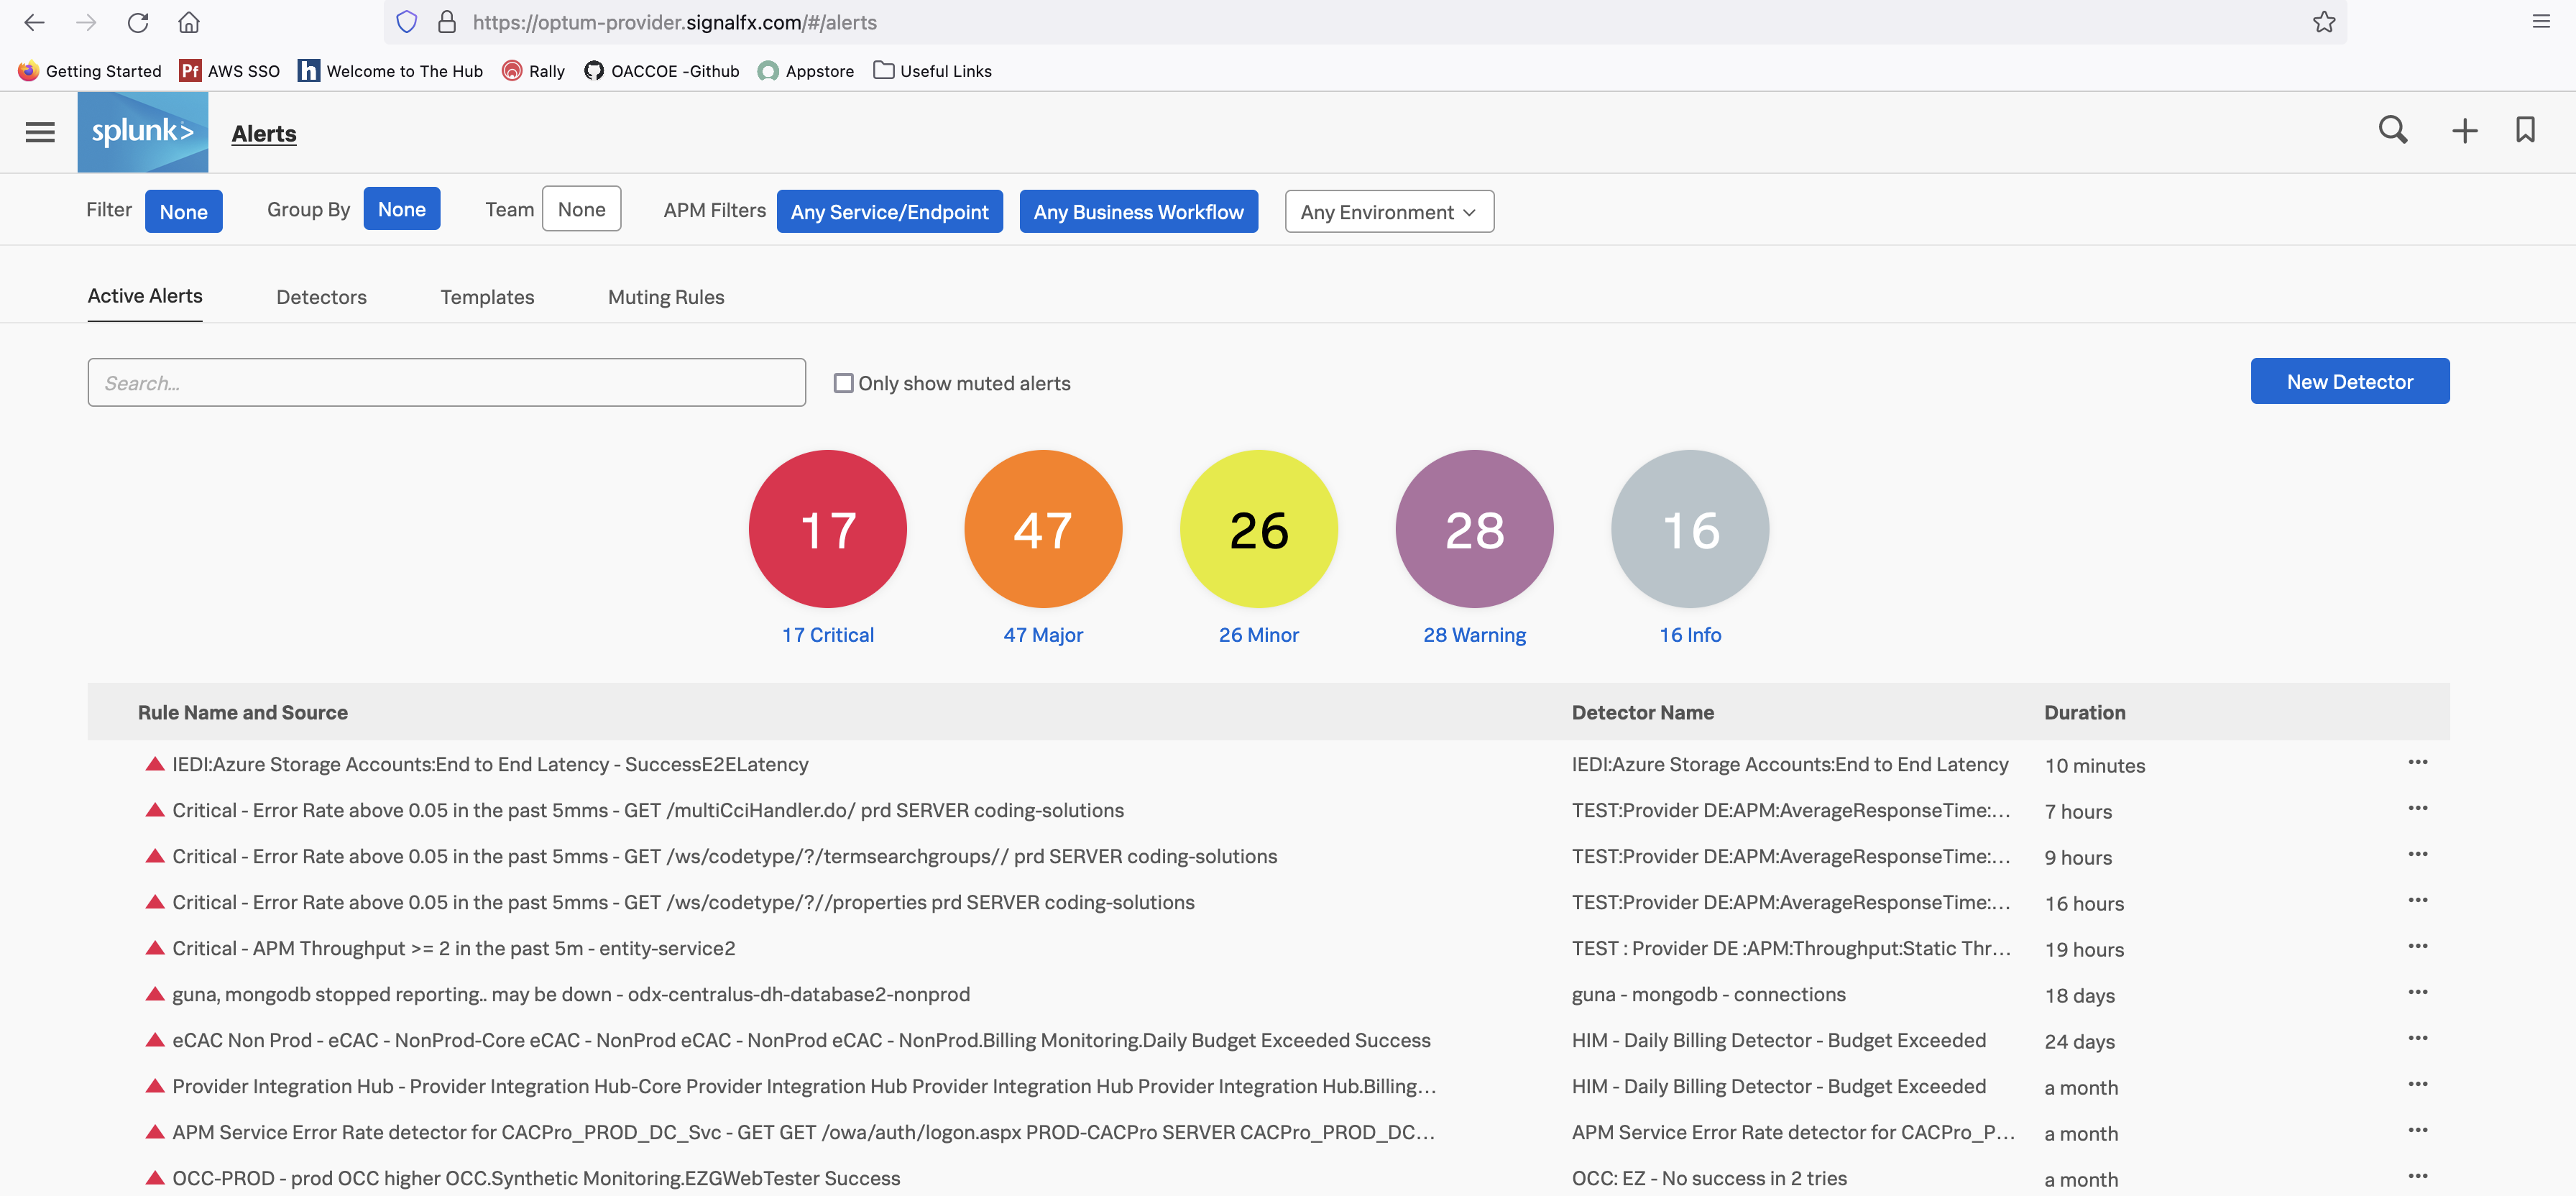 https://optum-provider.signalfx.com/#/alerts
Getting Started AWS SSO Welcome to The Hub Rally OACCOE -Github Appstore Useful Links
splunk> Alerts
Filter None Group By None Team None APM Filters Any Service/Endpoint Any Business Workflow Any Environment
Active Alerts Detectors Templates Muting Rules
Search... Only show muted alerts New Detector
17 47 26 28 16
17 Critical 47 Major 26 Minor 28 Warning 16 Info
Rule Name and Source Detector Name Duration
IEDI:Azure Storage Accounts:End to End Latency - SuccessE2ELatency IEDI:Azure Storage Accounts:End to End Latency 10 minutes
Critical - Error Rate above 0.05 in the past 5mms - GET /multiCciHandler.do/ prd SERVER coding-solutions TEST:Provider DE:APM:AverageResponseTime:... 7 hours
Critical - Error Rate above 0.05 in the past 5mms - GET /ws/codetype/?/termsearchgroups// prd SERVER coding-solutions TEST:Provider DE:APM:AverageResponseTime:... 9 hours
Critical - Error Rate above 0.05 in the past 5mms - GET /ws/codetype/?//properties prd SERVER coding-solutions TEST:Provider DE:APM:AverageResponseTime:... 16 hours
Critical - APM Throughput >= 2 in the past 5m - entity-service2 TEST : Provider DE :APM:Throughput:Static Thr... 19 hours
guna, mongodb stopped reporting.. may be down - odx-centralus-dh-database2-nonprod guna - mongodb - connections 18 days
eCAC Non Prod - eCAC - NonProd-Core eCAC - NonProd eCAC - NonProd eCAC - NonProd.Billing Monitoring.Daily Budget Exceeded Success HIM - Daily Billing Detector - Budget Exceeded 24 days
Provider Integration Hub - Provider Integration Hub-Core Provider Integration Hub Provider Integration Hub Provider Integration Hub.Billing... HIM - Daily Billing Detector - Budget Exceeded a month
APM Service Error Rate detector for CACPro_PROD_DC_Svc - GET GET /owa/auth/logon.aspx PROD-CACPro SERVER CACPro_PROD_DC... APM Service Error Rate detector for CACPro_P... a month
OCC-PROD - prod OCC higher OCC.Synthetic Monitoring.EZGWebTester Success OCC: EZ - No success in 2 tries a month